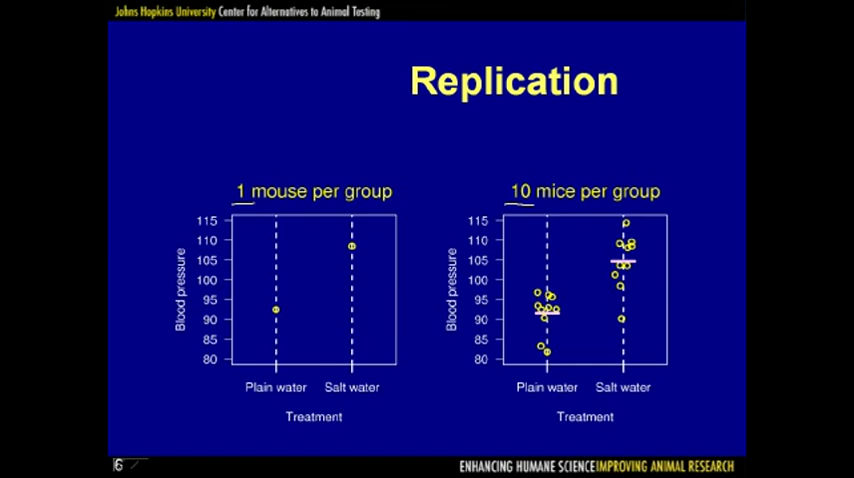 Johns Hopkins University Center for Alternatives to Animal Testing
Replication
1 mouse per group
115
110
105
100
95
90
85
80
Blood pressure
Plain water Salt water
Treatment
10 mice per group
115
110
105
100
95
90
85
80
Blood pressure
Plain water Salt water
Treatment
6
ENHANCING HUMANE SCIENCE IMPROVING ANIMAL RESEARCH